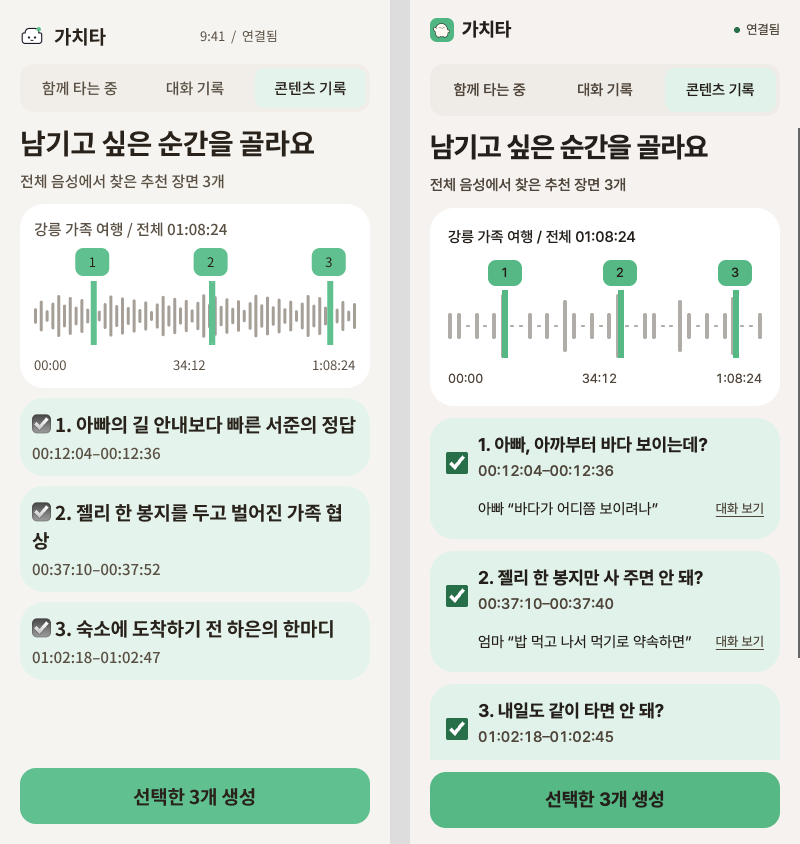 가치타
9:41 / 연결됨
함께 타는 중
대화 기록
콘텐츠 기록
남기고 싶은 순간을 골라요
전체 음성에서 찾은 추천 장면 3개
강릉 가족 여행 / 전체 01:08:24
1
2
3
00:00
34:12
1:08:24
1. 아빠의 길 안내보다 빠른 서준의 정답
00:12:04–00:12:36
2. 젤리 한 봉지를 두고 벌어진 가족 협
상
00:37:10–00:37:52
3. 숙소에 도착하기 전 하은의 한마디
01:02:18–01:02:47
선택한 3개 생성
가치타
연결됨
함께 타는 중
대화 기록
콘텐츠 기록
남기고 싶은 순간을 골라요
전체 음성에서 찾은 추천 장면 3개
강릉 가족 여행 / 전체 01:08:24
1
2
3
00:00
34:12
1:08:24
1. 아빠, 아까부터 바다 보이는데?
00:12:04–00:12:36
아빠 “바다가 어디쯤 보이려나”
대화 보기
2. 젤리 한 봉지만 사 주면 안 돼?
00:37:10–00:37:40
엄마 “밥 먹고 나서 먹기로 약속하면”
대화 보기
3. 내일도 같이 타면 안 돼?
01:02:18–01:02:45
선택한 3개 생성